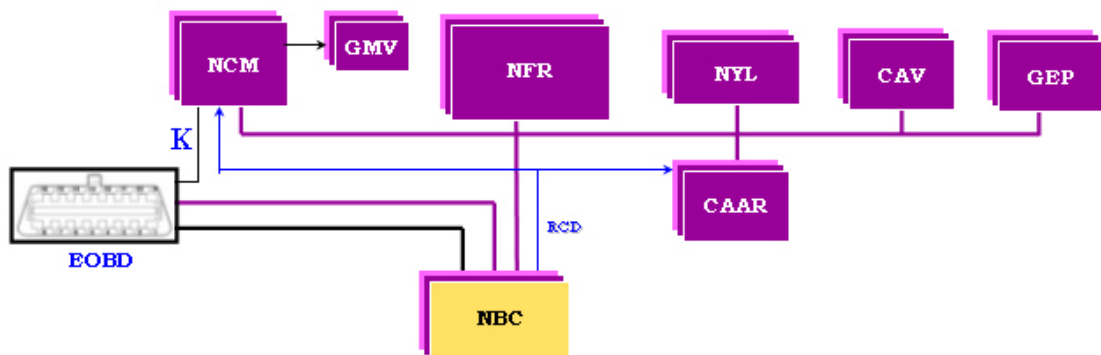 GMV
NCM
NFR
NYL
CAV
GEP
K
CAAR
RCD
EOBD
NBC